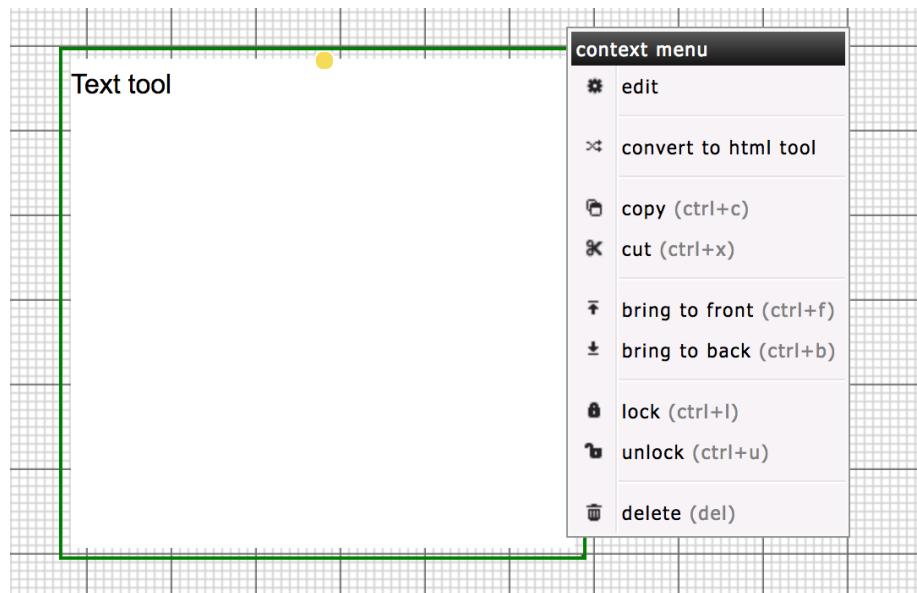 Text tool
context menu
edit
convert to html tool
copy (ctrl+c)
cut (ctrl+x)
bring to front (ctrl+f)
bring to back (ctrl+b)
lock (ctrl+l)
unlock (ctrl+u)
delete (del)